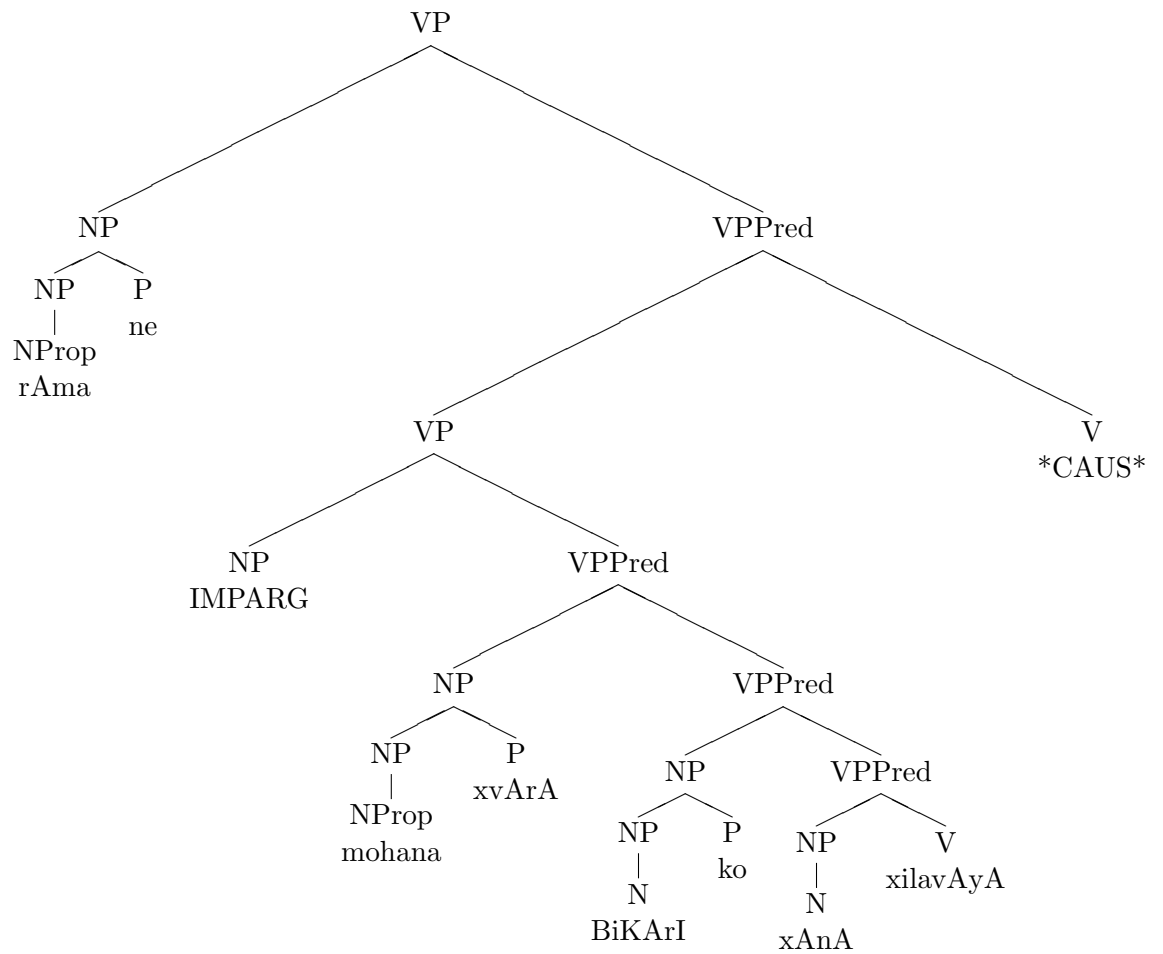 VP
NP VPPred
NP P
ne
NProp
rAma
VP V
*CAUS*
NP VPPred
IMPARG
NP VPPred
NP P
xvArA
NProp
mohana
NP VPPred
NP P
ko
N
BiKArI
NP V
xilavAyA
N
xAnA